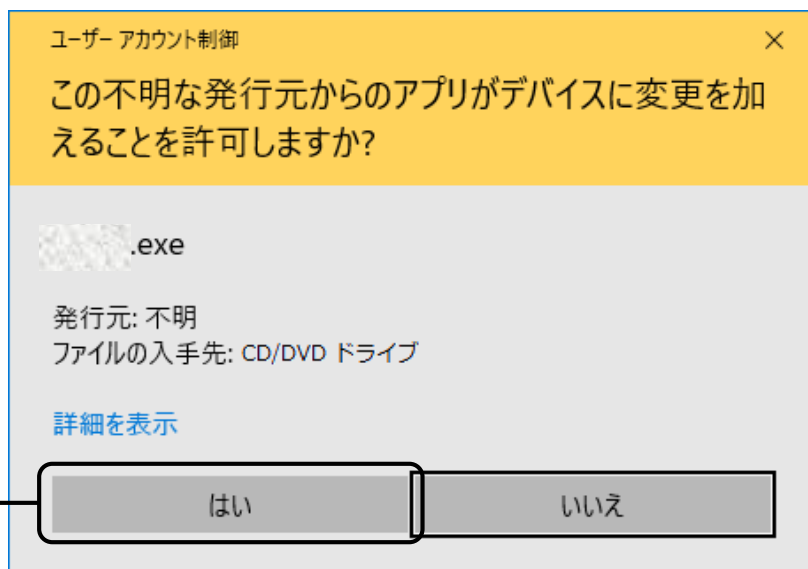 ユーザー アカウント制御
この不明な発行元からのアプリがデバイスに変更を加
えることを許可しますか?
.exe
発行元: 不明
ファイルの入手先: CD/DVD ドライブ
詳細を表示
はい
いいえ